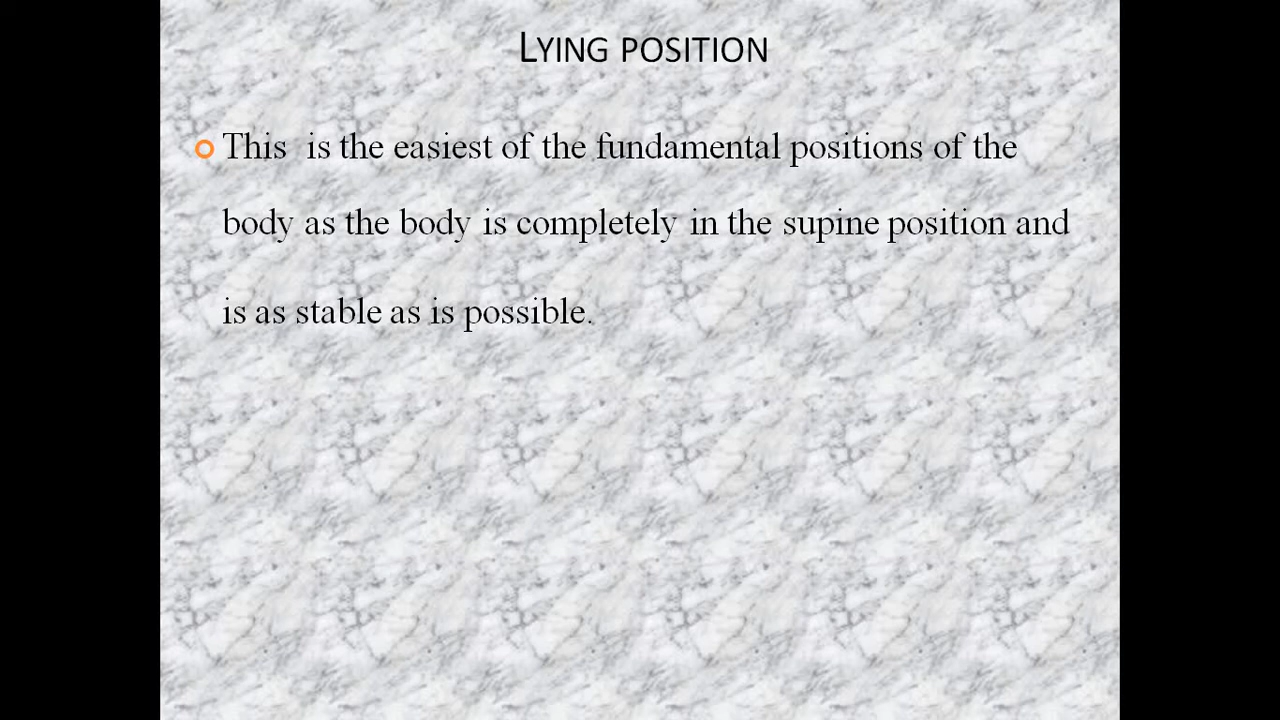 LYING POSITION
This is the easiest of the fundamental positions of the
body as the body is completely in the supine position and
is as stable as is possible.